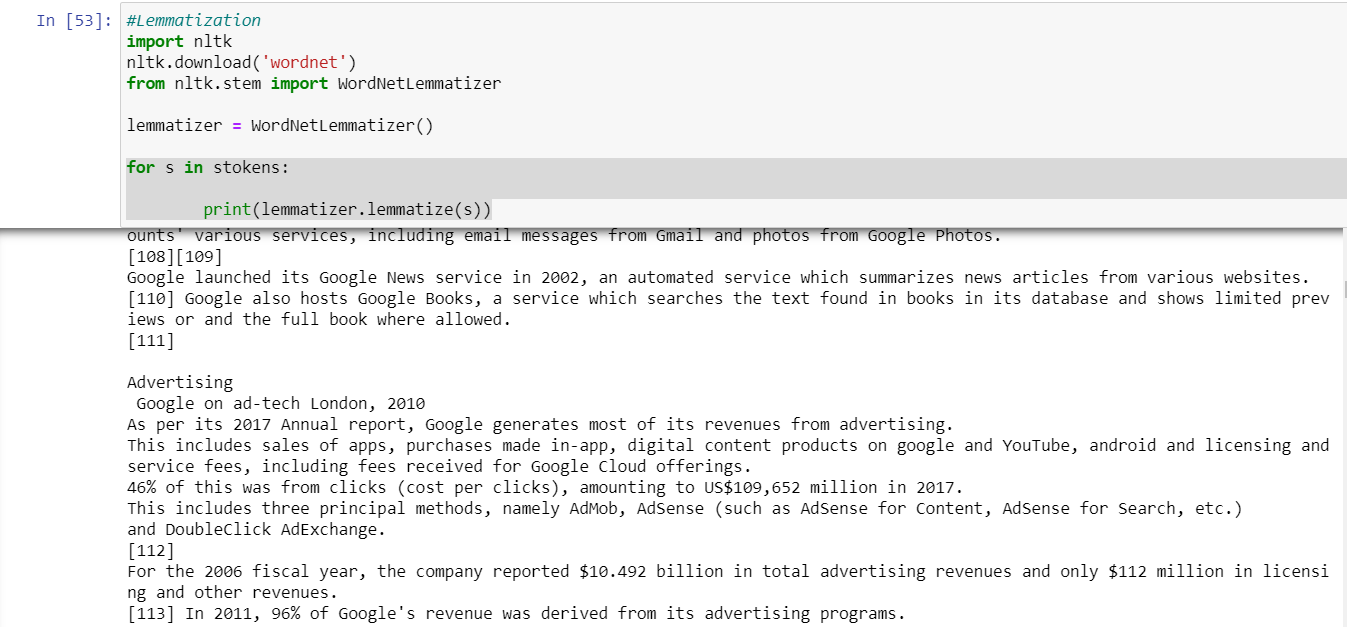 In [53]: #Lemmatization
import nltk
nltk.download('wordnet')
from nltk.stem import WordNetLemmatizer
lemmatizer = WordNetLemmatizer()
for s in stokens:
print(lemmatizer.lemmatize(s))
ounts' various services, including email messages from Gmail and photos from Google Photos.
[108][109]
Google launched its Google News service in 2002, an automated service which summarizes news articles from various websites.
[110] Google also hosts Google Books, a service which searches the text found in books in its database and shows limited prev
iews or and the full book where allowed.
[111]
Advertising
Google on ad-tech London, 2010
As per its 2017 Annual report, Google generates most of its revenues from advertising.
This includes sales of apps, purchases made in-app, digital content products on google and YouTube, android and licensing and
service fees, including fees received for Google Cloud offerings.
46% of this was from clicks (cost per clicks), amounting to US$109,652 million in 2017.
This includes three principal methods, namely AdMob, AdSense (such as AdSense for Content, AdSense for Search, etc.)
and DoubleClick AdExchange.
[112]
For the 2006 fiscal year, the company reported $10.492 billion in total advertising revenues and only $112 million in licensi
ng and other revenues.
[113] In 2011, 96% of Google's revenue was derived from its advertising programs.